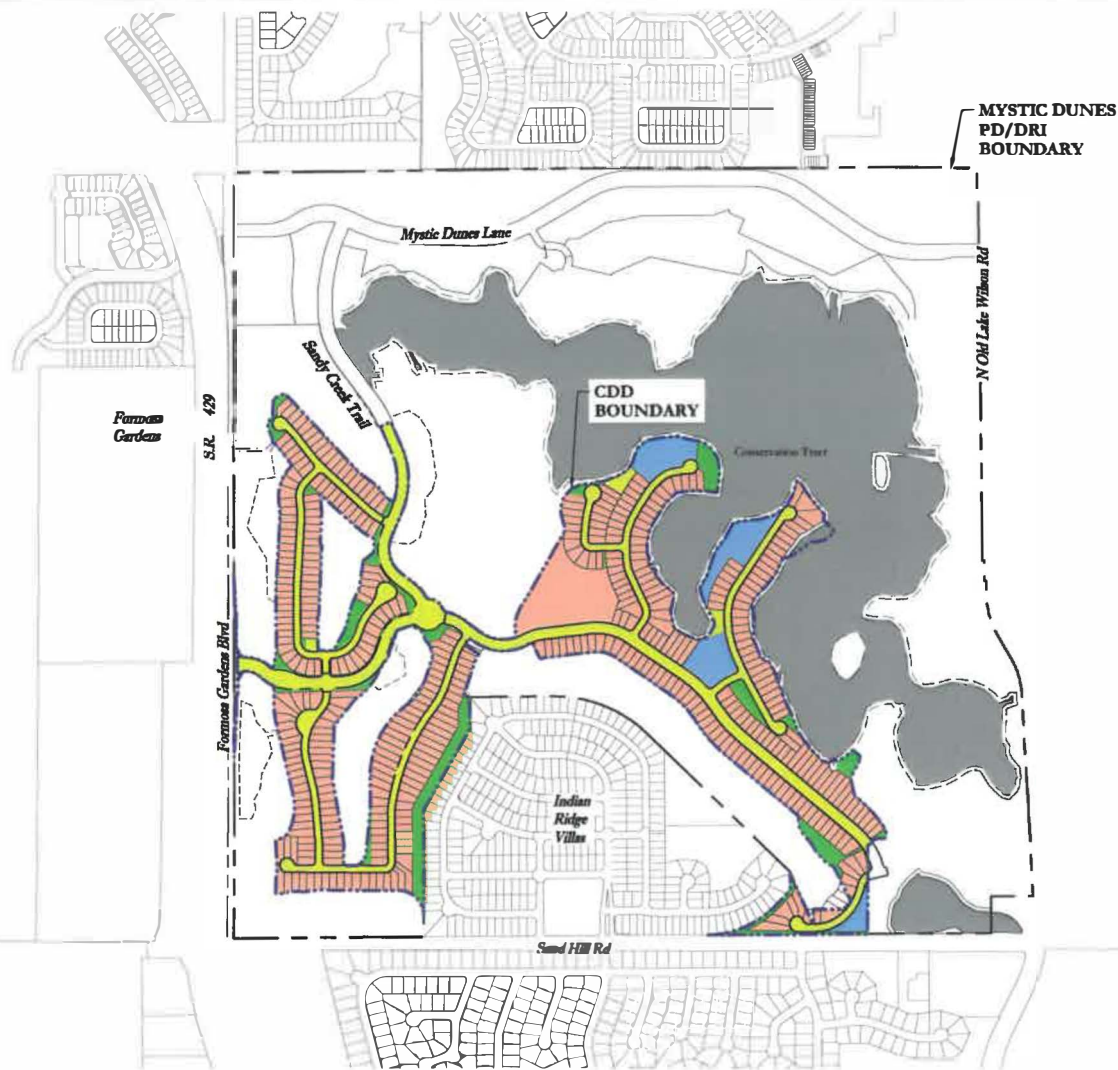 MYSTIC DUNES
PD/DRI
BOUNDARY
Mystic Dunes Lane
N Old Lake Wilson Rd
Sandy Creek Trail
CDD
BOUNDARY
Formosa
Gardens
S.R. 429
Conservation Tract
Formosa Gardens Blvd
Indian
Ridge
Villas
Sand Hill Rd